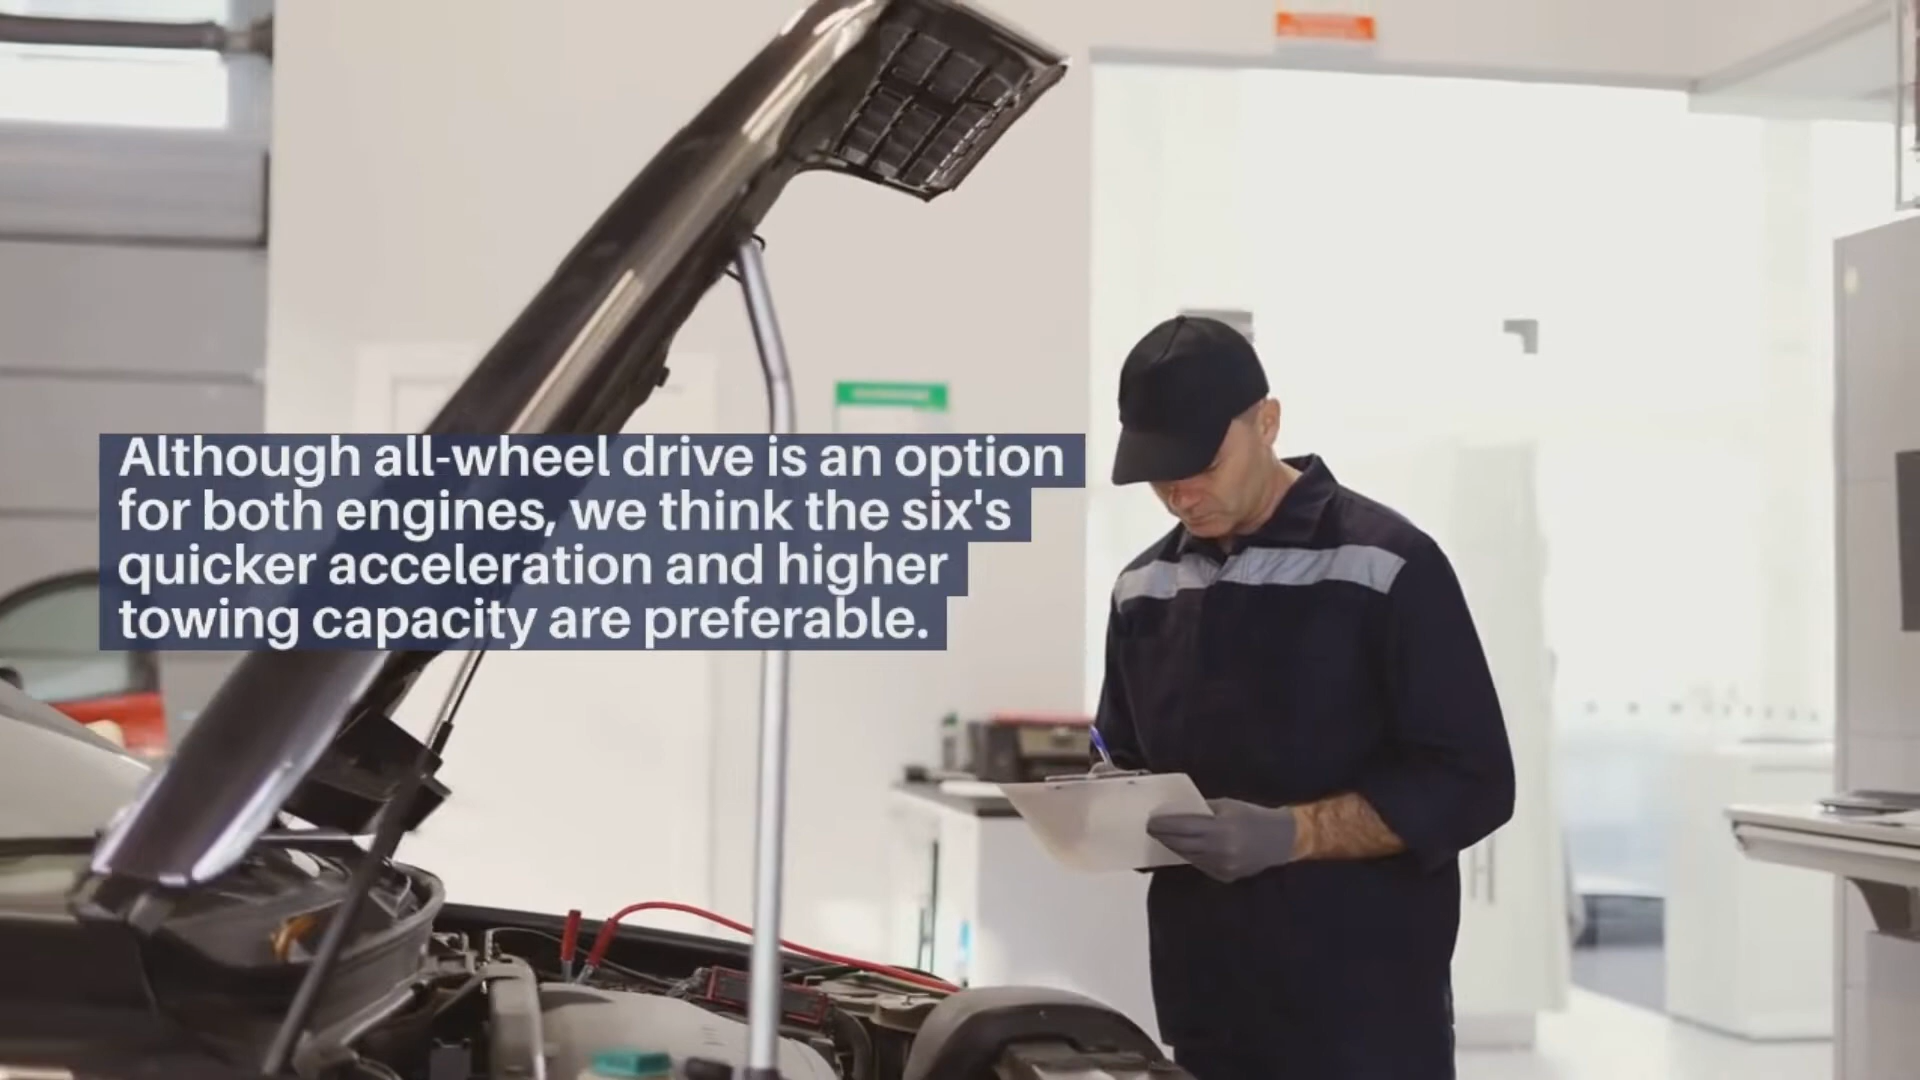 Although all-wheel drive is an option
for both engines, we think the six's
quicker acceleration and higher
towing capacity are preferable.